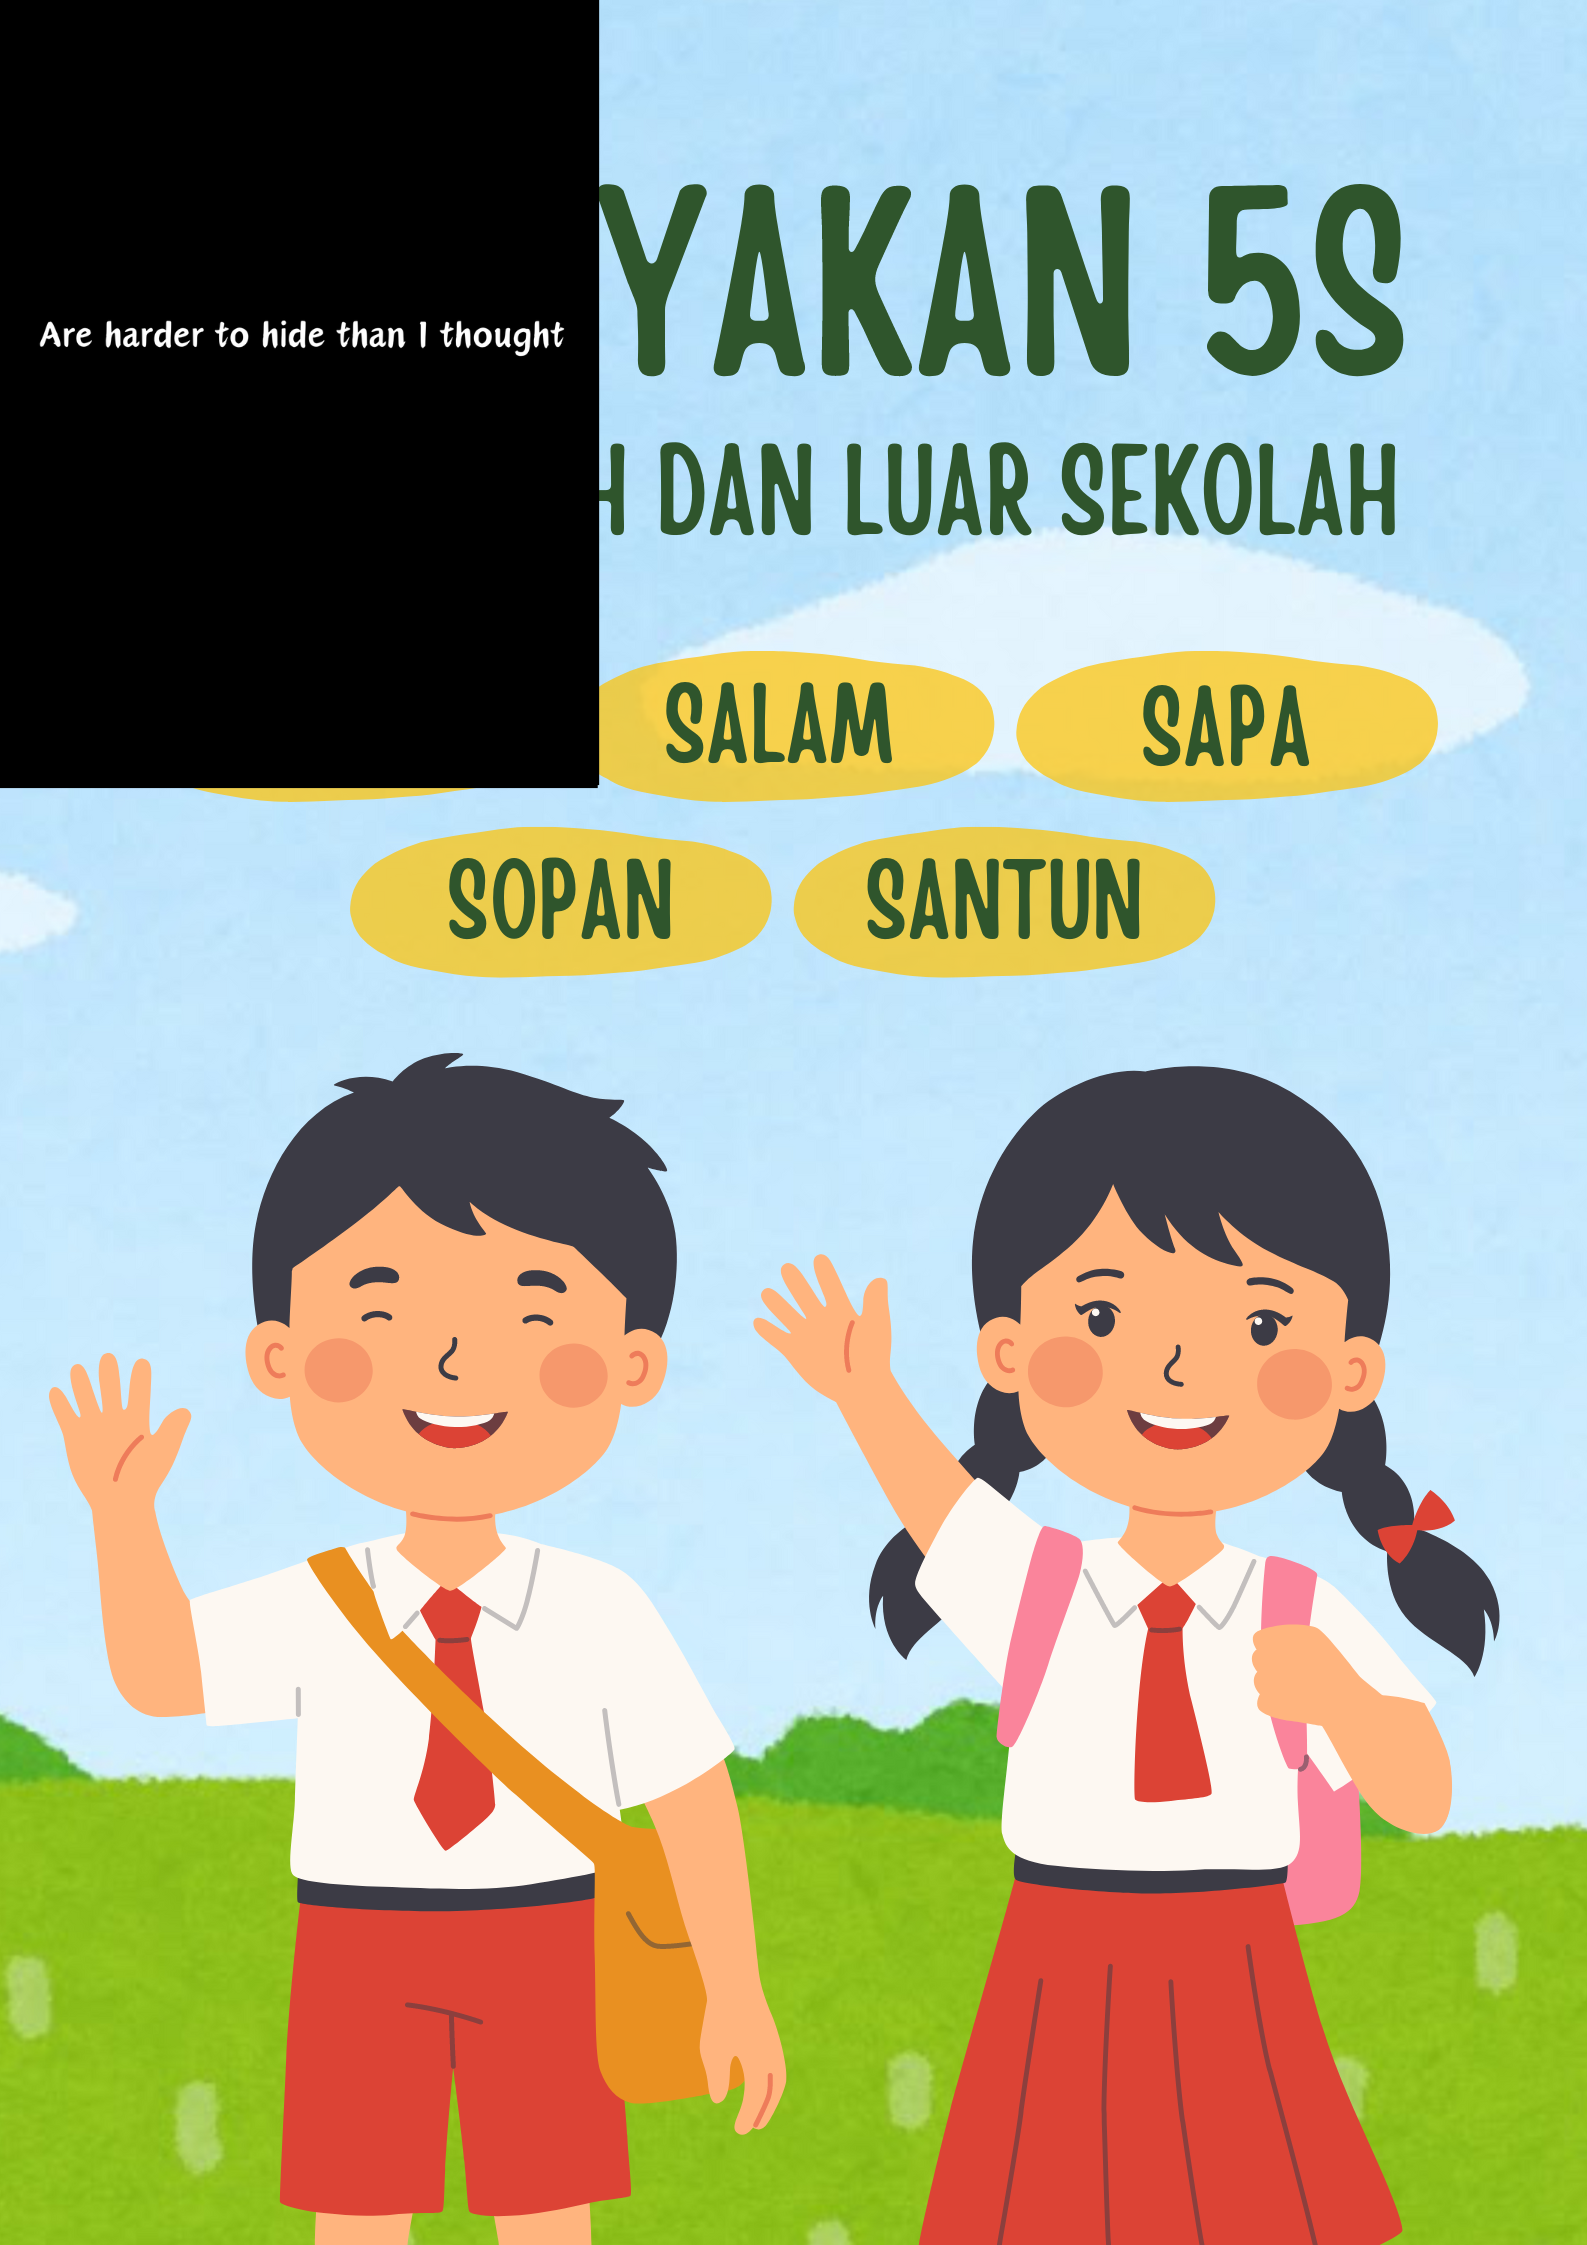 Are harder to hide than I thought
YAKAN 5S
H DAN LUAR SEKOLAH
SALAM SAPA
SOPAN SANTUN